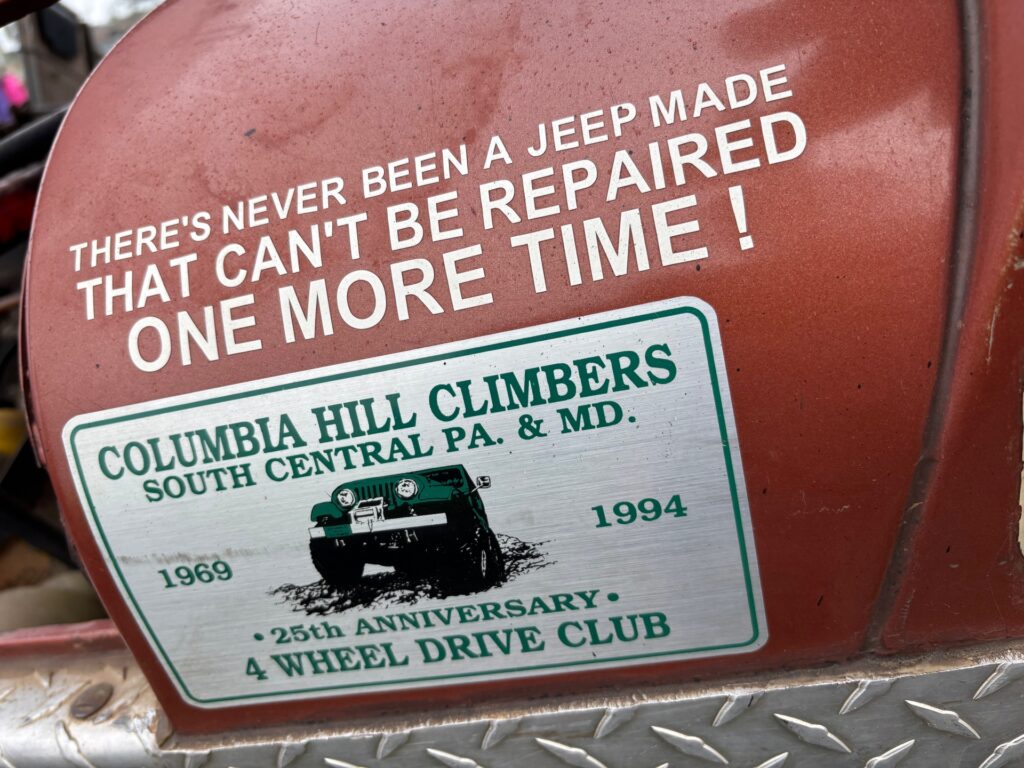 THERE'S NEVER BEEN A JEEP MADE
THAT CAN'T BE REPAIRED
ONE MORE TIME !
COLUMBIA HILL CLIMBERS
SOUTH CENTRAL PA. & MD.
1969
1994
• 25th ANNIVERSARY •
4 WHEEL DRIVE CLUB